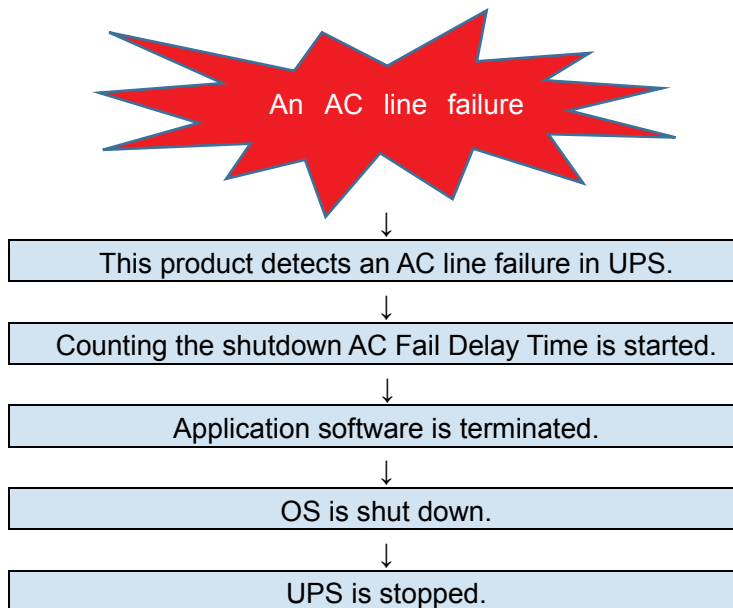 An AC line failure
↓
This product detects an AC line failure in UPS.
↓
Counting the shutdown AC Fail Delay Time is started.
↓
Application software is terminated.
↓
OS is shut down.
↓
UPS is stopped.